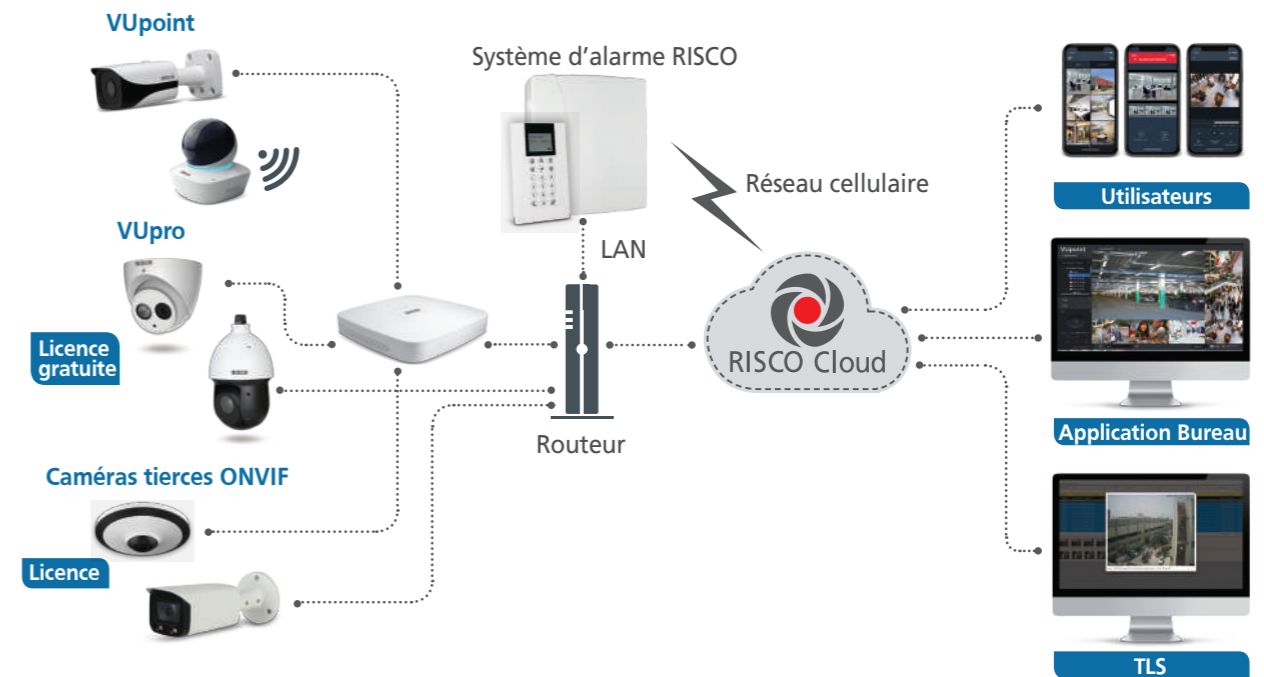 VUpoint
Système d'alarme RISCO
Réseau cellulaire
Utilisateurs
VUpro
LAN
Licence
gratuite
RISCO Cloud
Routeur
Application Bureau
Caméras tierces ONVIF
Licence
TLS